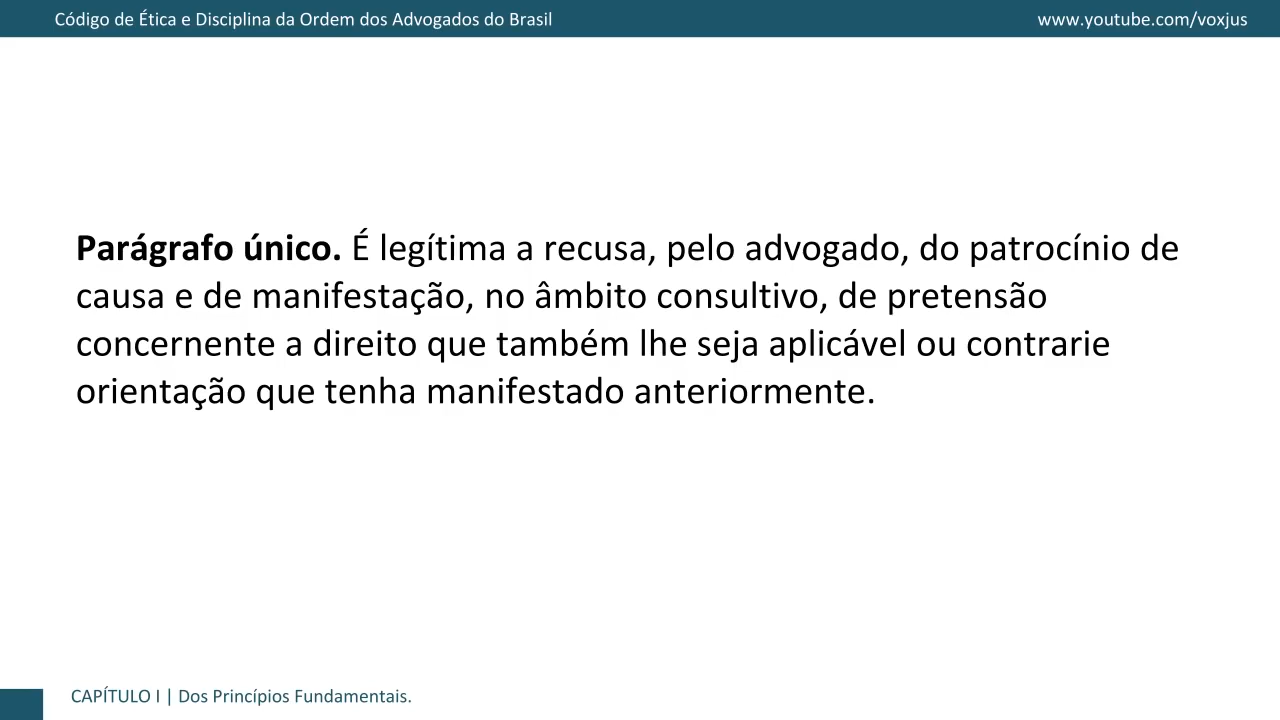 Código de Ética e Disciplina da Ordem dos Advogados do Brasil
www.youtube.com/voxjus
Parágrafo único. É legítima a recusa, pelo advogado, do patrocínio de
causa e de manifestação, no âmbito consultivo, de pretensão
concernente a direito que também lhe seja aplicável ou contrarie
orientação que tenha manifestado anteriormente.
CAPÍTULO I | Dos Princípios Fundamentais.